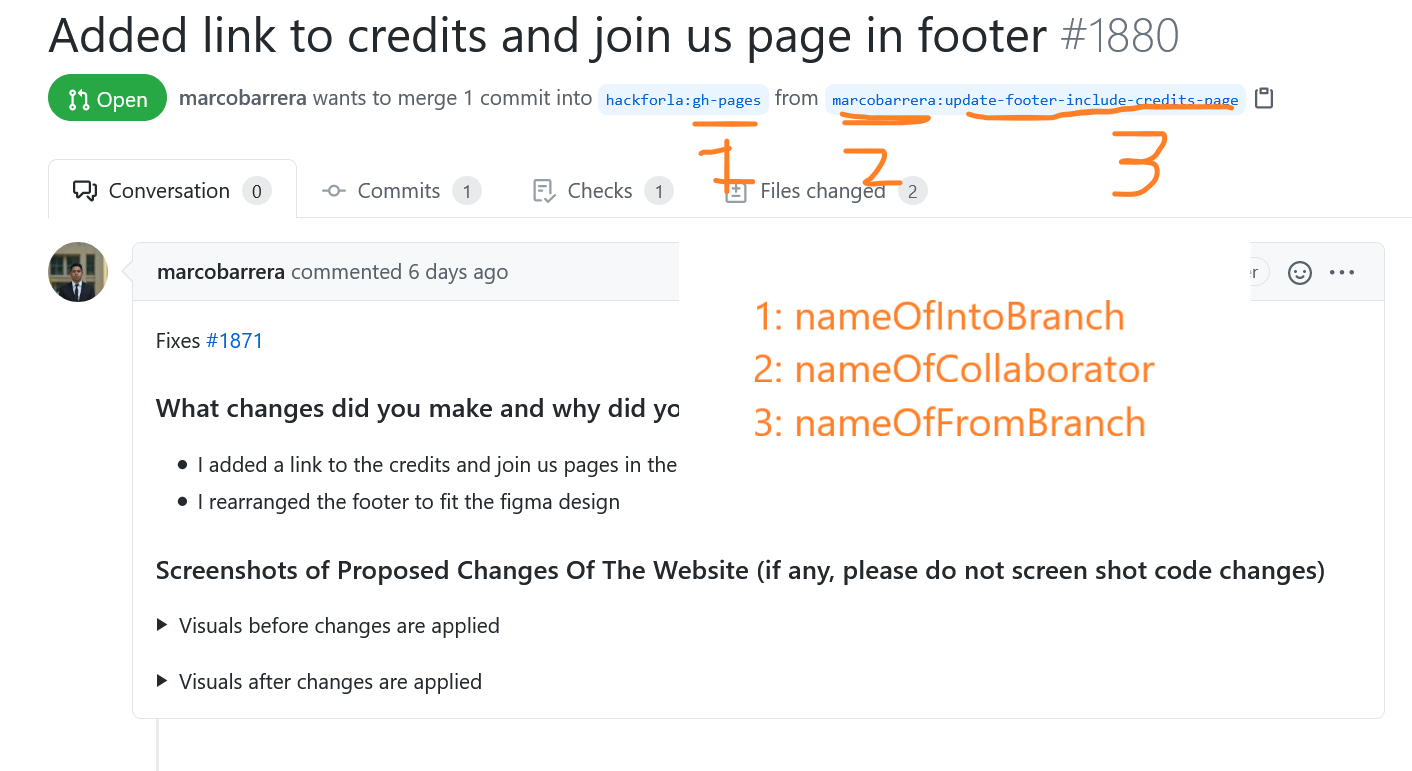 Added link to credits and join us page in footer #1880
Open marcobarrera wants to merge 1 commit into hackforla:gh-pages from marcobarrera:update-footer-include-credits-page
1 2 3
Conversation 0 Commits 1 Checks 1 Files changed 2
marcobarrera commented 6 days ago
Fixes #1871
1: nameOfIntoBranch
2: nameOfCollaborator
3: nameOfFromBranch
What changes did you make and why did yo
I added a link to the credits and join us pages in the
I rearranged the footer to fit the figma design
Screenshots of Proposed Changes Of The Website (if any, please do not screen shot code changes)
Visuals before changes are applied
Visuals after changes are applied